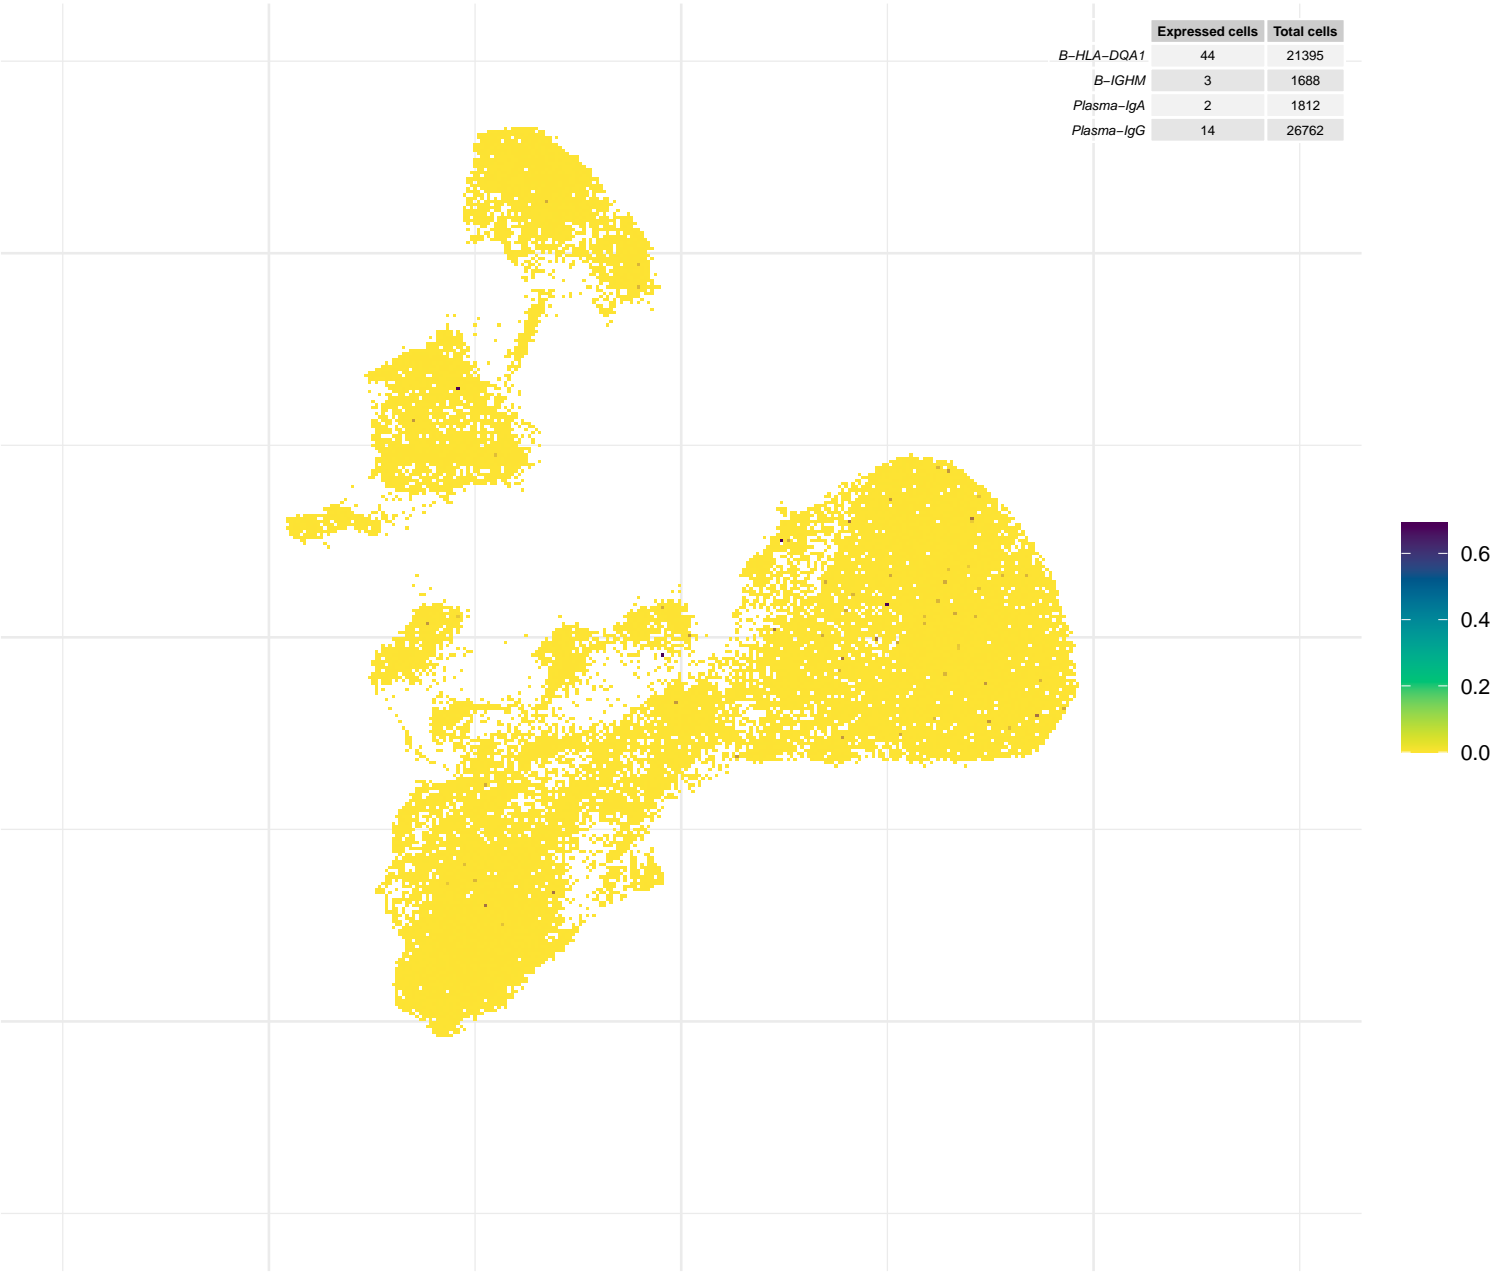 Expressed cells Total cells
B−HLA−DQA1 44 21395
B−IGHM 3 1688
Plasma−IgA 2 1812
Plasma−IgG 14 26762
0.6
0.4
0.2
0.0